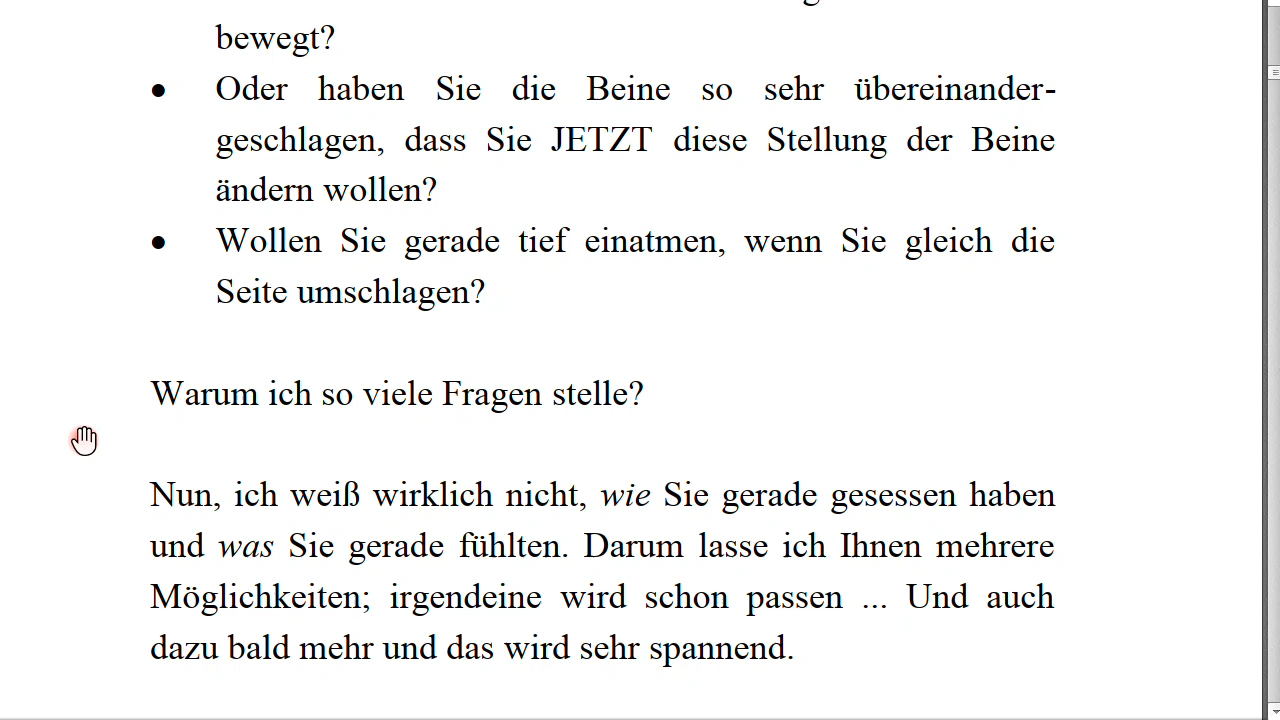 bewegt?
• Oder haben Sie die Beine so sehr übereinander-
geschlagen, dass Sie JETZT diese Stellung der Beine
ändern wollen?
• Wollen Sie gerade tief einatmen, wenn Sie gleich die
Seite umschlagen?
Warum ich so viele Fragen stelle?
Nun, ich weiß wirklich nicht, wie Sie gerade gesessen haben
und was Sie gerade fühlten. Darum lasse ich Ihnen mehrere
Möglichkeiten; irgendeine wird schon passen ... Und auch
dazu bald mehr und das wird sehr spannend.